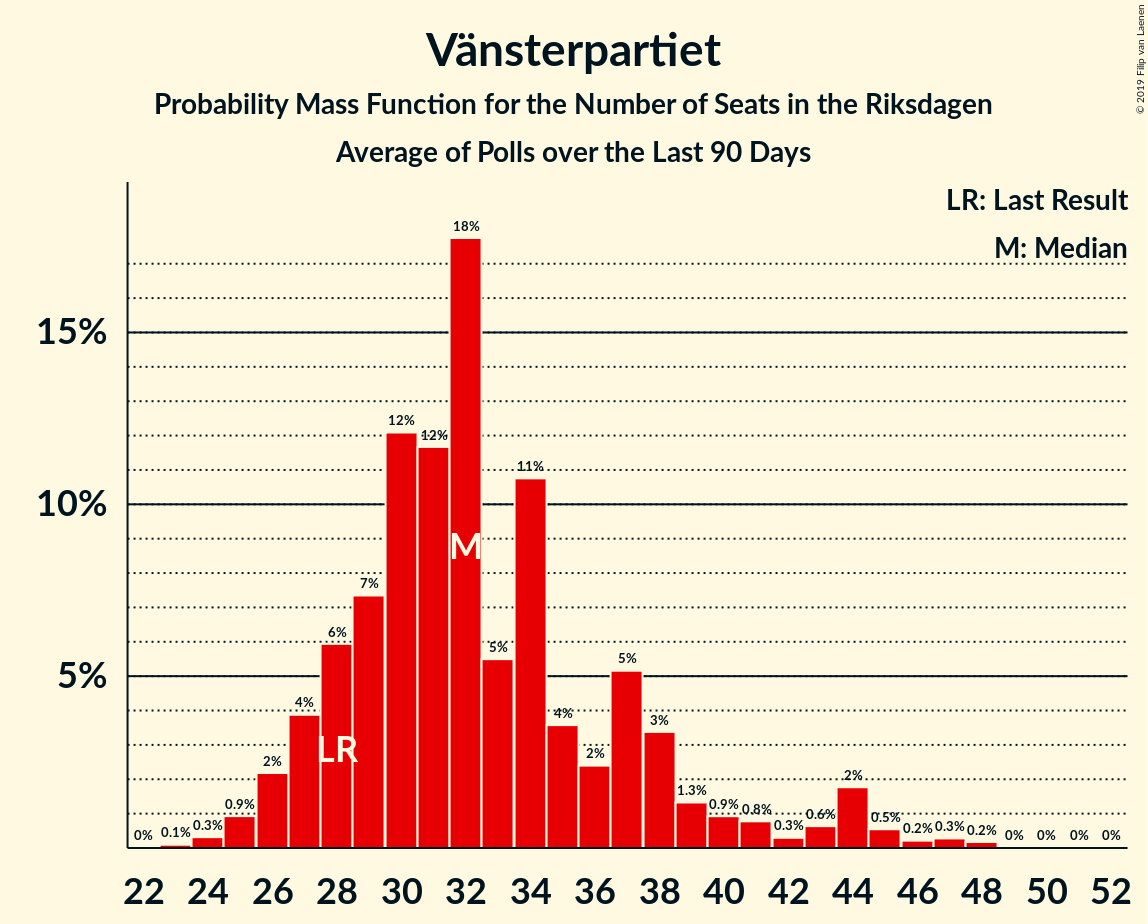 Vänsterpartiet
Probability Mass Function for the Number of Seats in the Riksdagen
Average of Polls over the Last 90 Days
© 2019 Filip van Laenen
LR: Last Result
M: Median
15%
10%
5%
0% 0.1% 0.3% 0.9% 2% 4% 6% 7% 12% 12% 18% 5% 11% 4% 2% 5% 3% 1.3% 0.9% 0.8% 0.3% 0.6% 2% 0.5% 0.2% 0.3% 0.2% 0% 0% 0% 0%
M
LR
22 24 26 28 30 32 34 36 38 40 42 44 46 48 50 52